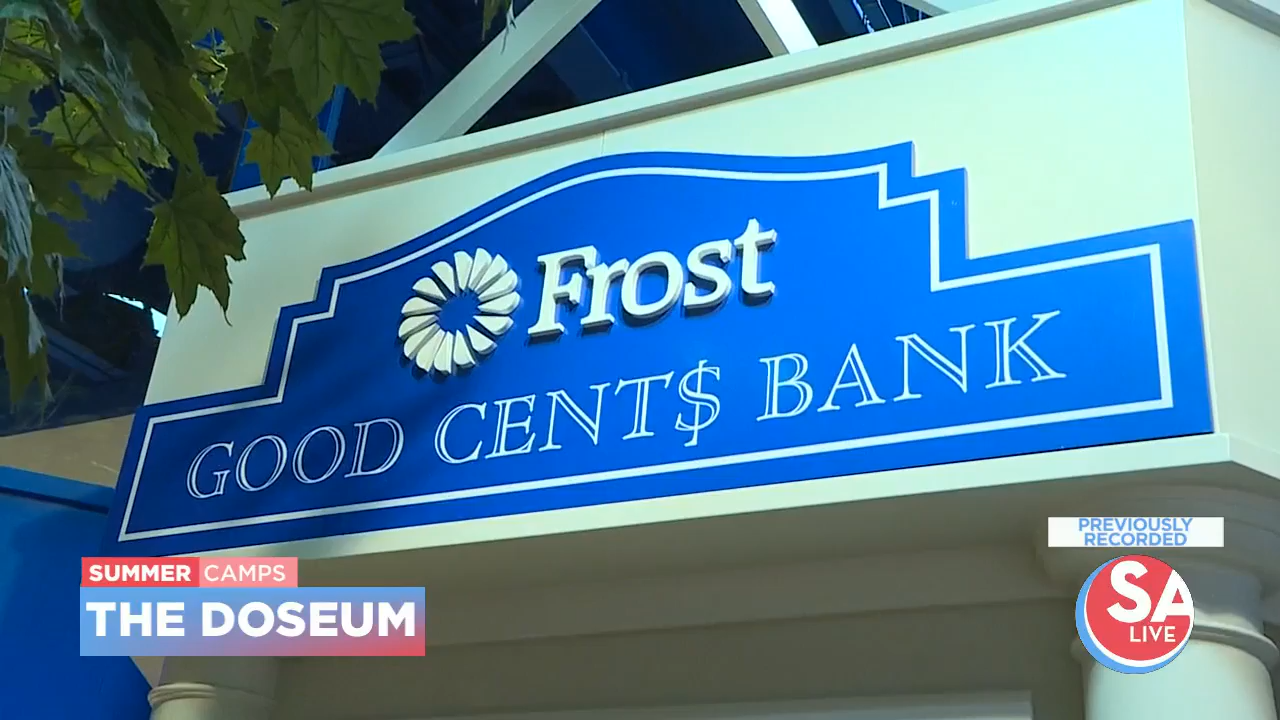 Frost
GOOD CENT$ BANK
PREVIOUSLY
RECORDED
SUMMER CAMPS
THE DOSEUM
SA
LIVE